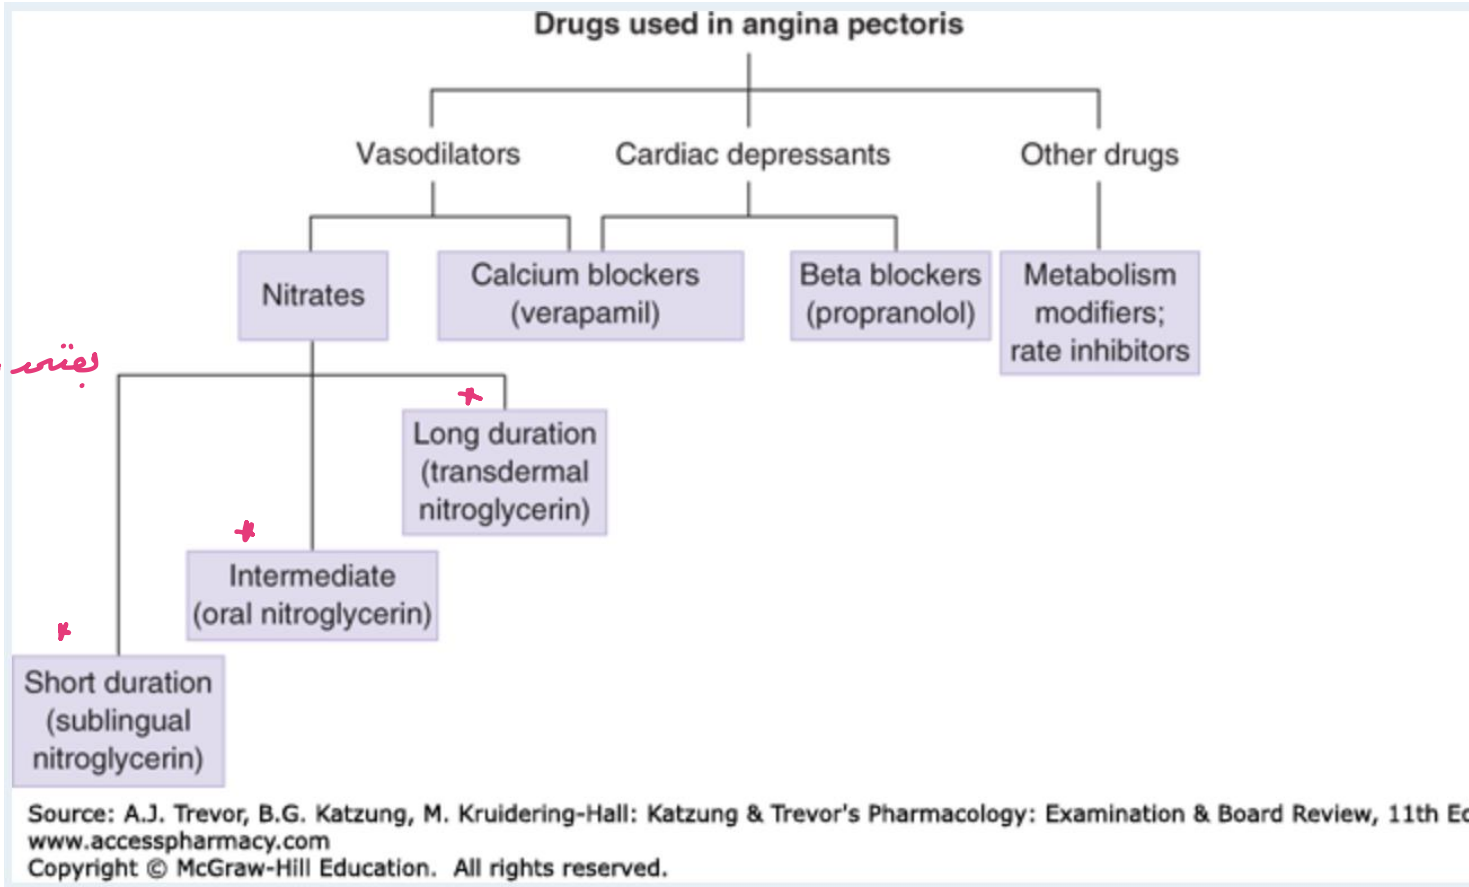 Drugs used in angina pectoris
Vasodilators
Cardiac depressants
Other drugs
Nitrates
Calcium blockers
(verapamil)
Beta blockers
(propranolol)
Metabolism
modifiers;
rate inhibitors
Long duration
(transdermal
nitroglycerin)
Intermediate
(oral nitroglycerin)
Short duration
(sublingual
nitroglycerin)
Source: A.J. Trevor, B.G. Katzung, M. Kruidering-Hall: Katzung & Trevor's Pharmacology: Examination & Board Review, 11th Ed
www.accesspharmacy.com
Copyright © McGraw-Hill Education. All rights reserved.